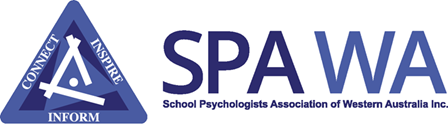 CONNECT
INSPIRE
INFORM
SPA WA
School Psychologists Association of Western Australia Inc.